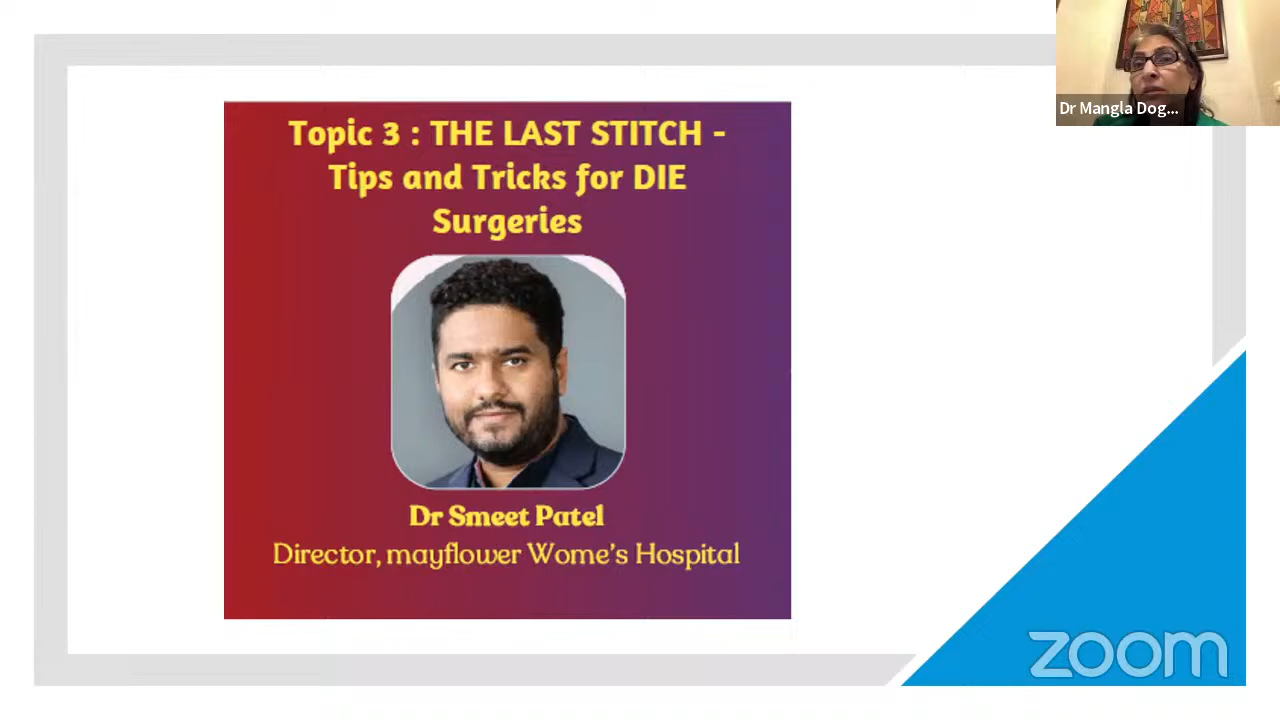 Topic 3 : THE LAST STITCH -
Tips and Tricks for DIE
Surgeries
Dr Smeet Patel
Director, mayflower Wome's Hospital
Dr Mangla Dog...
zoom